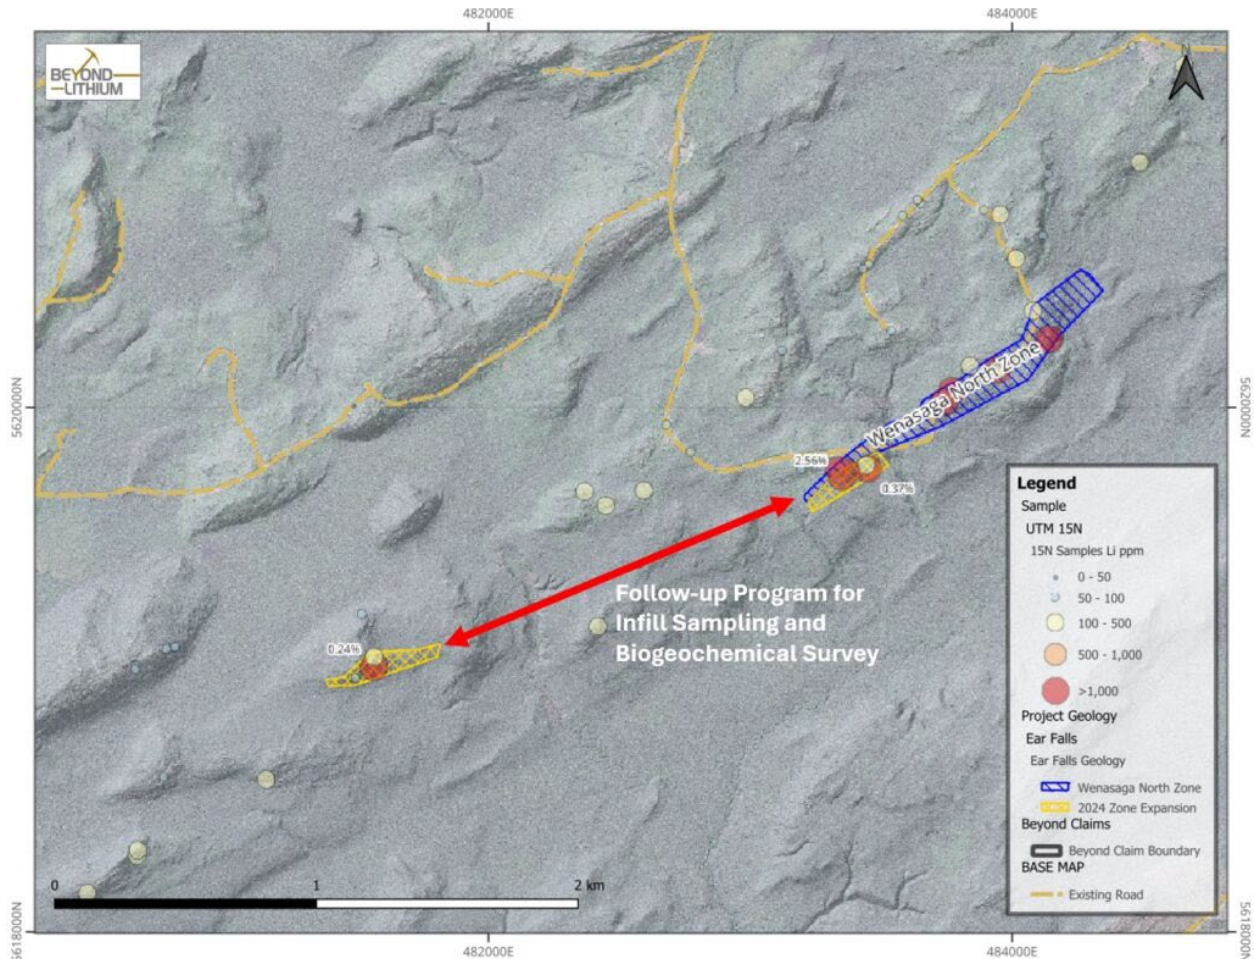 482000E
484000E
BEYOND
LITHIUM
N
5620000N
5620000N
Wenasaga North Zone
2.56%
0.37%
Follow-up Program for
Infill Sampling and
Biogeochemical Survey
0.24%
Legend
Sample
UTM 15N
15N Samples Li ppm
0 - 50
50 - 100
100 - 500
500 - 1,000
>1,000
Project Geology
Ear Falls
Ear Falls Geology
Wenasaga North Zone
2024 Zone Expansion
Beyond Claims
Beyond Claim Boundary
BASE MAP
Existing Road
0 1 2 km
5618000N
5618000N
482000E
484000E